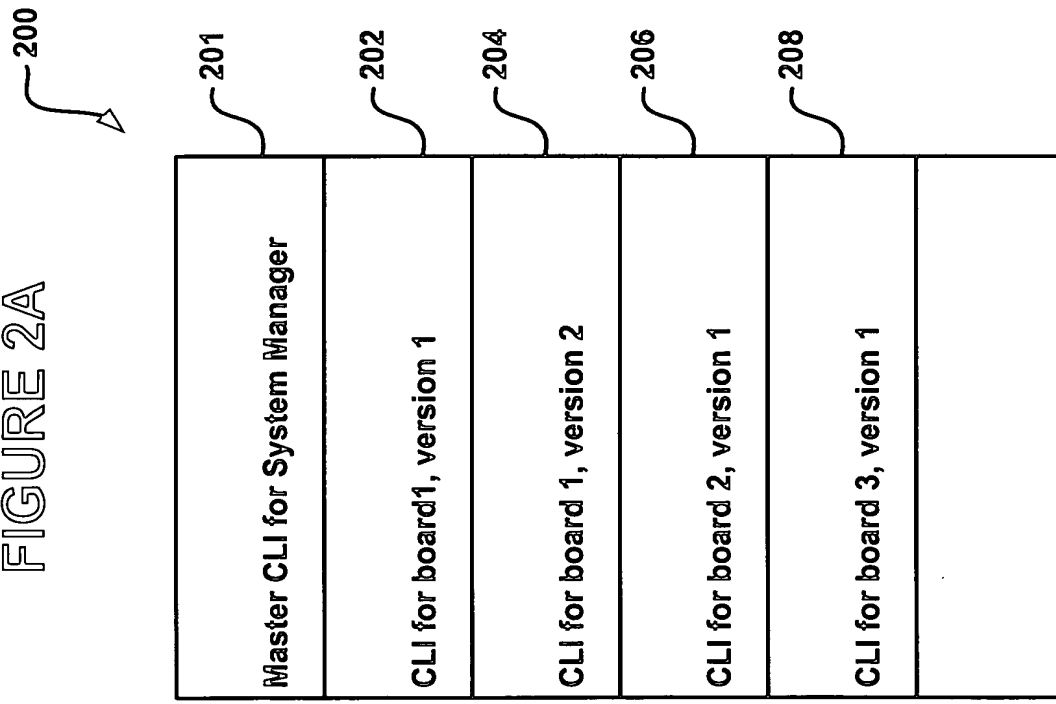 FIGURE 2A
200
Master CLI for System Manager
201
CLI for board1, version 1
202
CLI for board 1, version 2
204
CLI for board 2, version 1
206
CLI for board 3, version 1
208